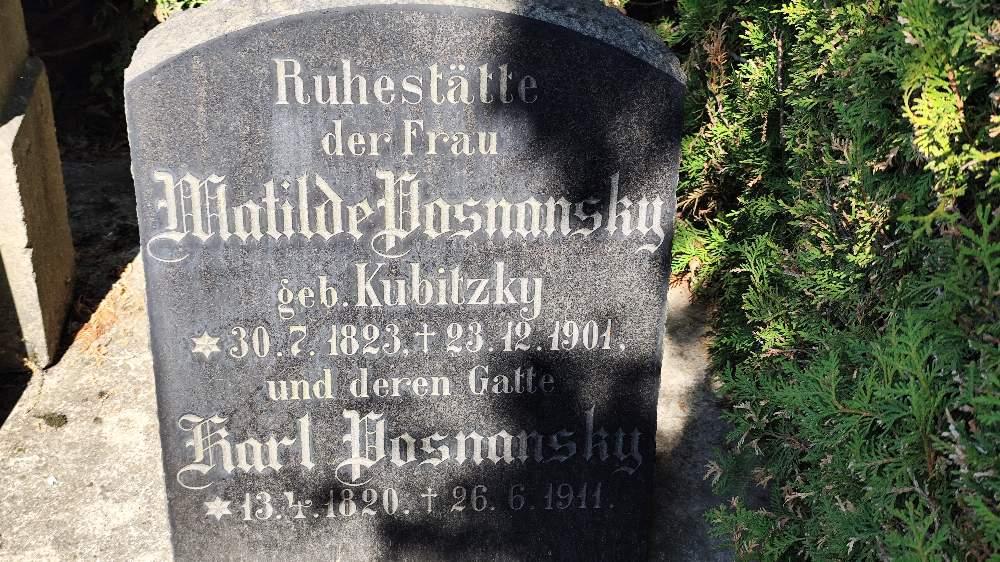 Ruhestätte
der Frau
Matilde Posnansky
geb. Kubitzky
✶ 30.7.1823, † 23.12.1901,
und deren Gatte
Karl Posnansky
✶ 13.4.1820. † 26.6.1911.